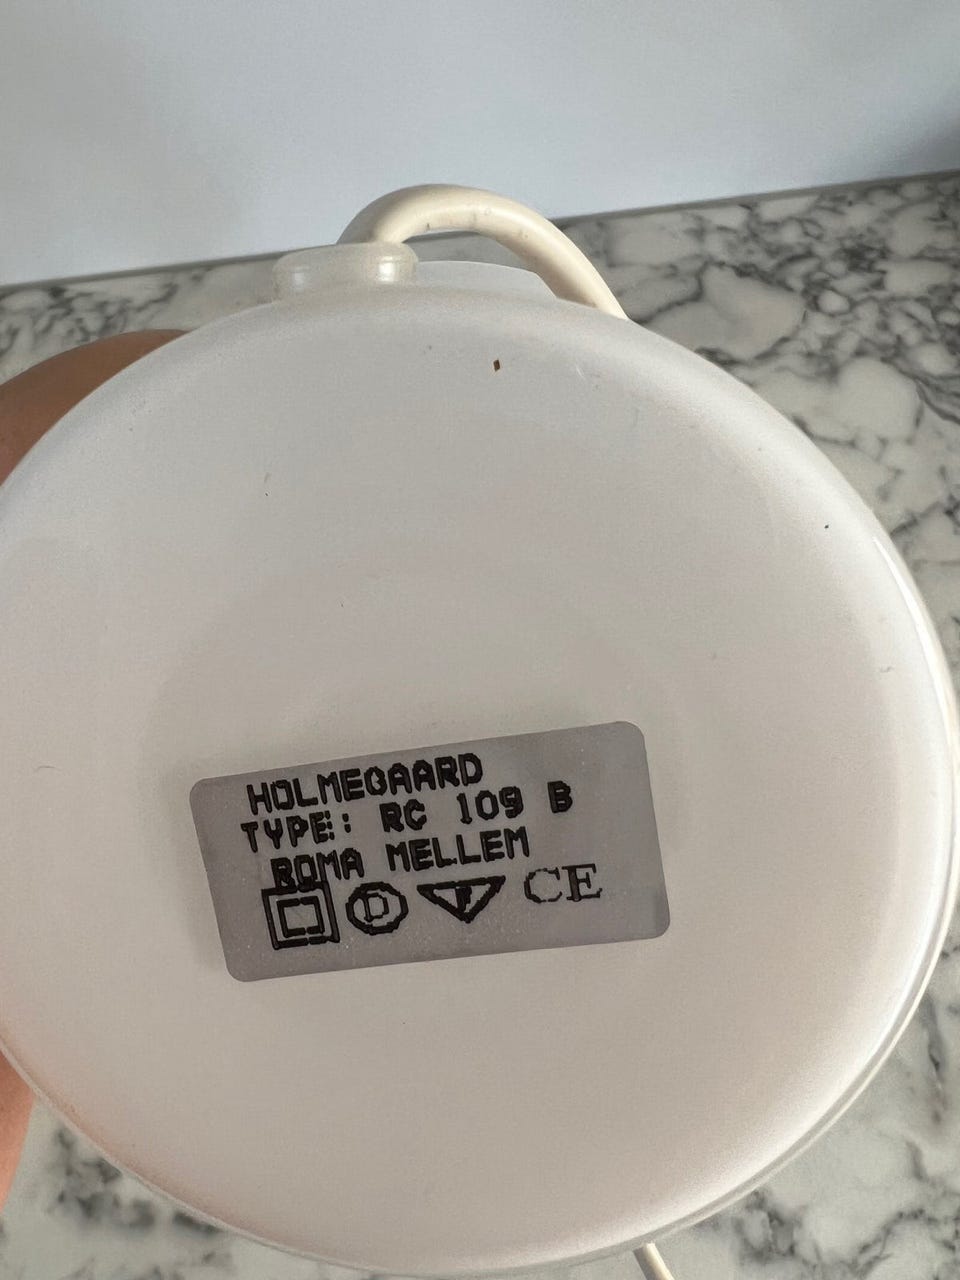 HOLMEGAARD
TYPE: RC 109 B
ROMA MELLEM
D F CE